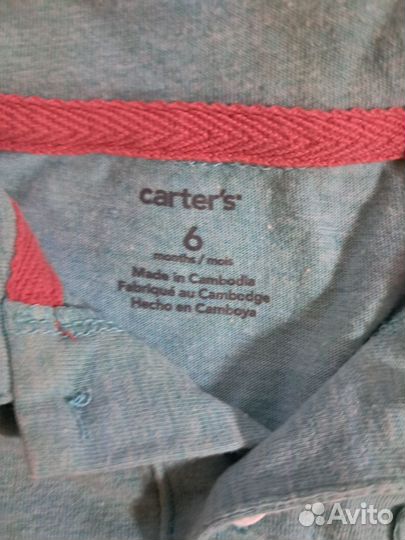 carter's
6
months / mois
Made in Cambodia
Fabriqué au Cambodge
Hecho en Camboya
Avito